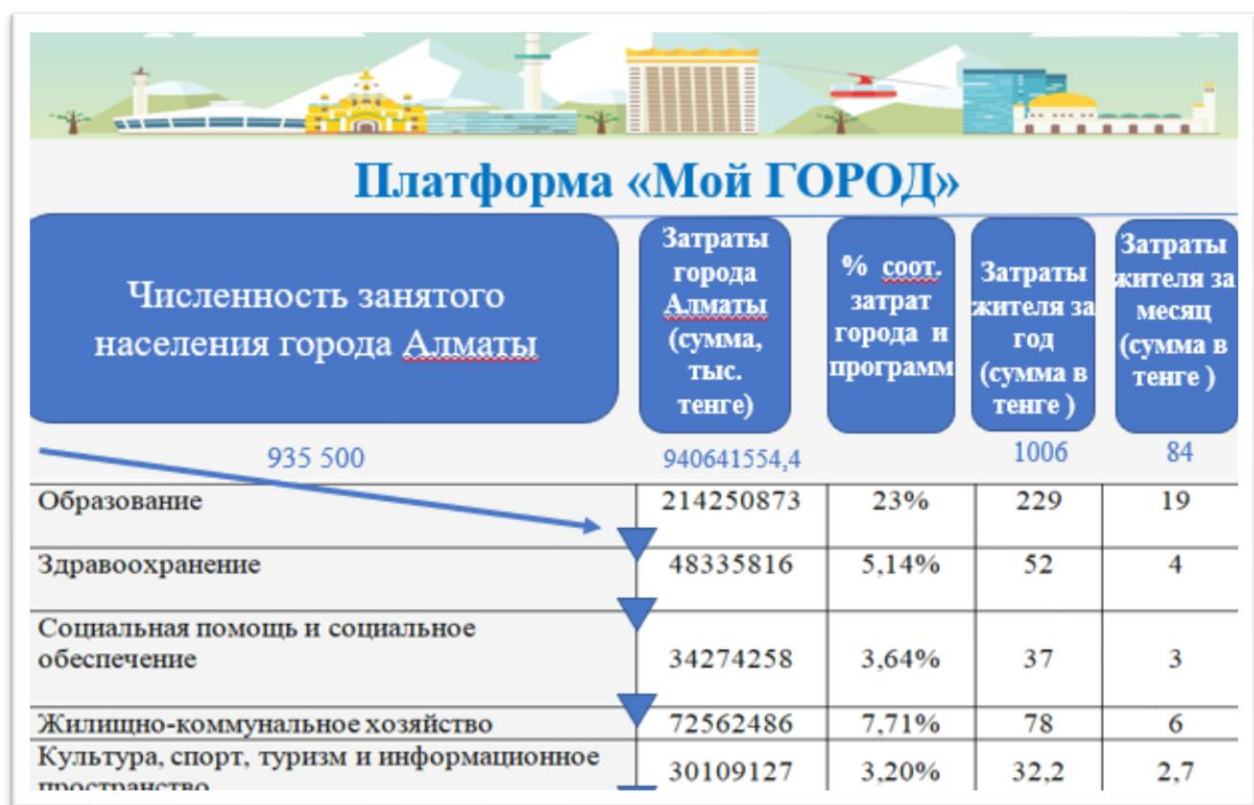 Платформа «Мой ГОРОД»
Численность занятого
населения города Алматы
Затраты
города
Алматы
(сумма,
тыс.
тенге)
% соот.
затрат
города и
программ
Затраты
жителя за
год
(сумма в
тенге )
Затраты
жителя за
месяц
(сумма в
тенге )
935 500 940641554,4 1006 84
Образование 214250873 23% 229 19
Здравоохранение 48335816 5,14% 52 4
Социальная помощь и социальное
обеспечение 34274258 3,64% 37 3
Жилищно-коммунальное хозяйство 72562486 7,71% 78 6
Культура, спорт, туризм и информационное
пространство 30109127 3,20% 32,2 2,7